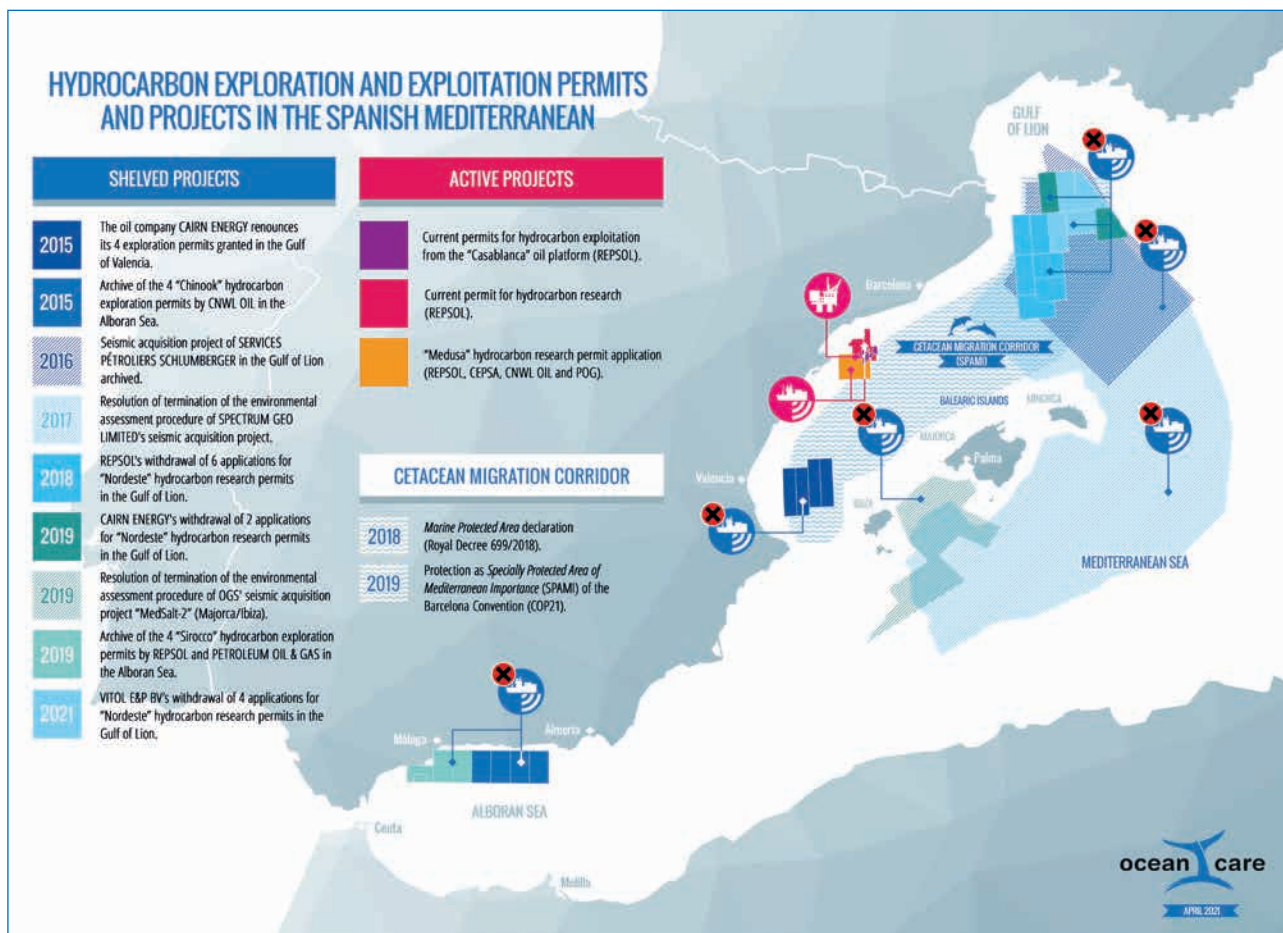 HYDROCARBON EXPLORATION AND EXPLOITATION PERMITS
AND PROJECTS IN THE SPANISH MEDITERRANEAN
SHELVED PROJECTS
2015
The oil company CAIRN ENERGY renounces
its 4 exploration permits granted in the Gulf
of Valencia.
2015
Archive of the 4 "Chinook" hydrocarbon
exploration permits by CNWL OIL in the
Alboran Sea.
2016
Seismic acquisition project of SERVICES
PÉTROLIERS SCHLUMBERGER in the Gulf of Lion
archived.
2017
Resolution of termination of the environmental
assessment procedure of SPECTRUM GEO
LIMITED's seismic acquisition project.
2018
REPSOL's withdrawal of 6 applications for
"Nordeste" hydrocarbon research permits
in the Gulf of Lion.
2019
CAIRN ENERGY's withdrawal of 2 applications
for "Nordeste" hydrocarbon research permits
in the Gulf of Lion.
2019
Resolution of termination of the environmental
assessment procedure of OGS' seismic acquisition
project "MedSalt-2" (Majorca/Ibiza).
2019
Archive of the 4 "Sirocco" hydrocarbon exploration
permits by REPSOL and PETROLEUM OIL & GAS in
the Alboran Sea.
2021
VITOL E&P BV's withdrawal of 4 applications for
"Nordeste" hydrocarbon research permits in the
Gulf of Lion.
ACTIVE PROJECTS
Current permits for hydrocarbon exploitation
from the "Casablanca" oil platform (REPSOL).
Current permit for hydrocarbon research
(REPSOL).
"Medusa" hydrocarbon research permit application
(REPSOL, CEPSA, CNWL OIL and POG).
CETACEAN MIGRATION CORRIDOR
2018
Marine Protected Area declaration
(Royal Decree 699/2018).
2019
Protection as Specially Protected Area of
Mediterranean Importance (SPAMI) of the
Barcelona Convention (COP21).
GULF
OF LION
Barcelona
CETACEAN MIGRATION CORRIDOR
(SPAMI)
BALEARIC ISLANDS
MINORCA
MAJORCA
Palma
Valencia
IBIZA
MEDITERRANEAN SEA
Málaga
Almería
ALBORAN SEA
Ceuta
Melilla
ocean care
APRIL 2021